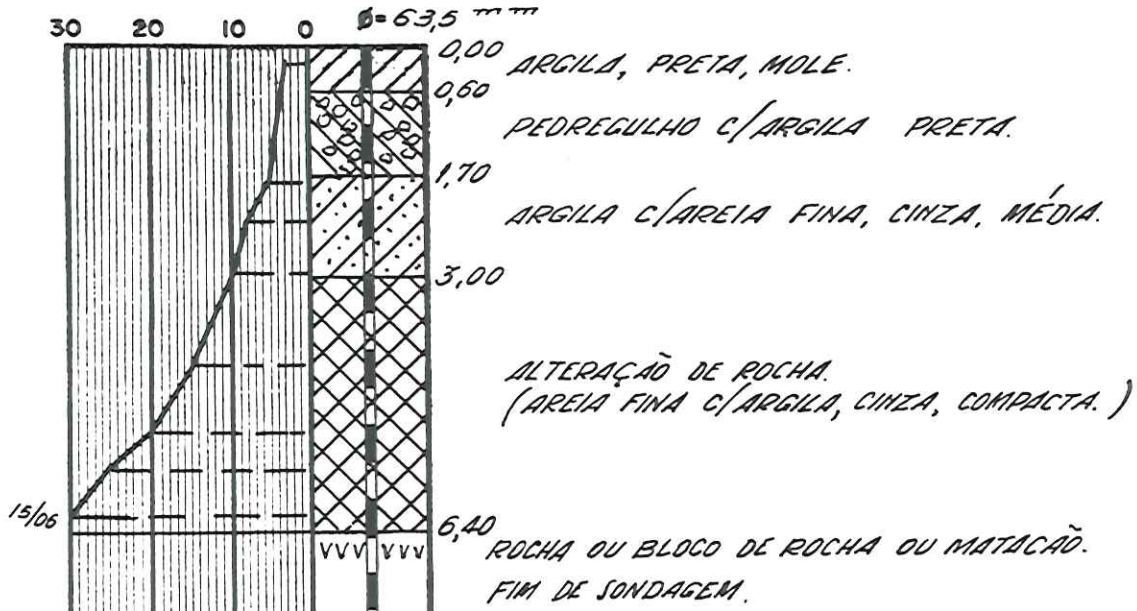 Ø=63,5 mm
30 20 10 0
0,00 ARGILA, PRETA, MOLE.
0,60
PEDREGULHO C/ARGILA PRETA.
1,70
ARGILA C/AREIA FINA, CINZA, MÉDIA.
3,00
ALTERAÇÃO DE ROCHA.
(AREIA FINA C/ARGILA, CINZA, COMPACTA.)
15/06
6,40
VVV VVV
ROCHA OU BLOCO DE ROCHA OU MATACÃO.
FIM DE SONDAGEM.